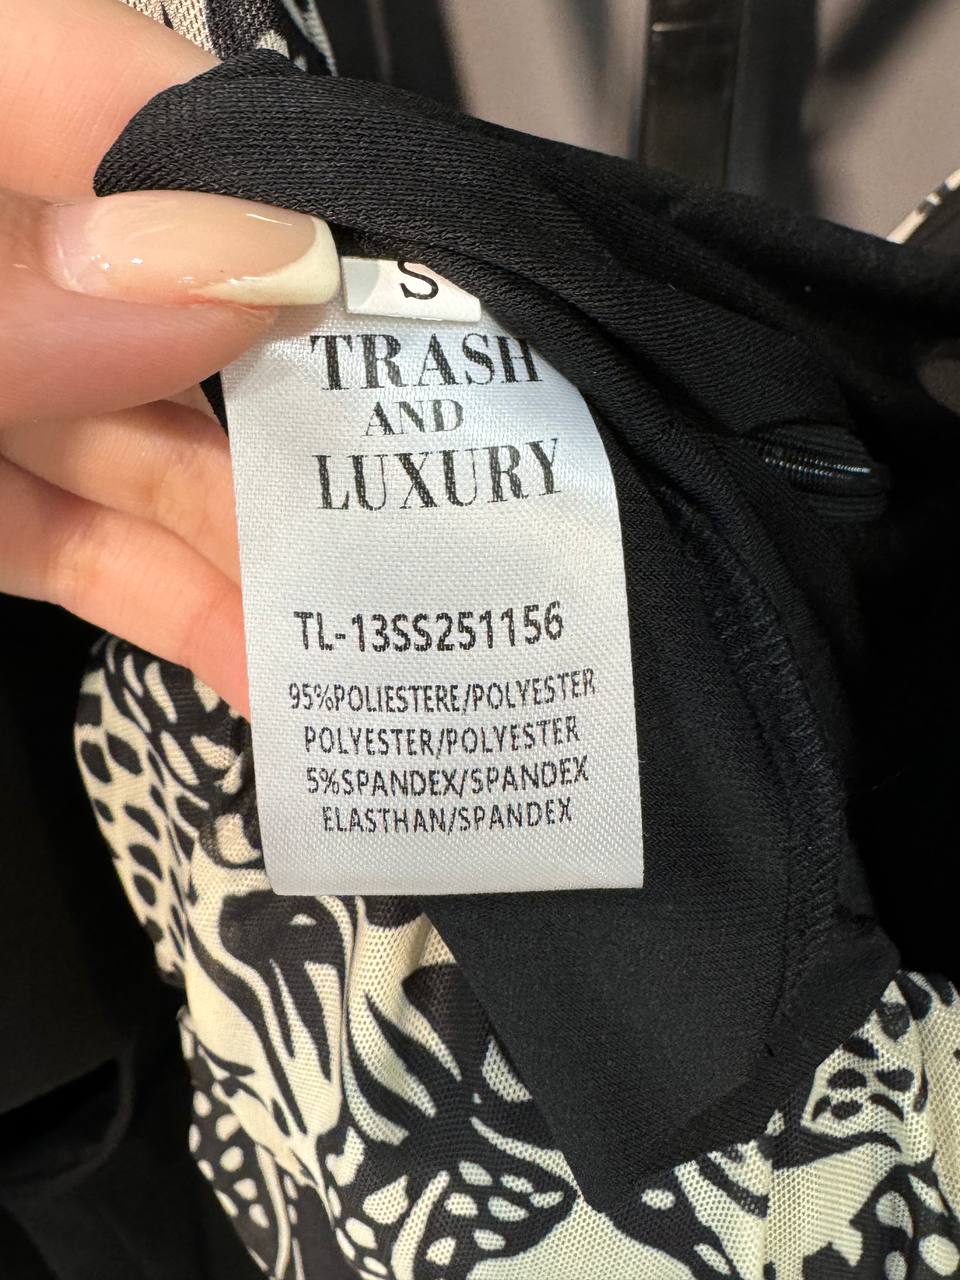 S
TRASH
AND
LUXURY
TL-13SS251156
95%POLIESTERE/POLYESTER
POLYESTER/POLYESTER
5%SPANDEX/SPANDEX
ELASTHAN/SPANDEX